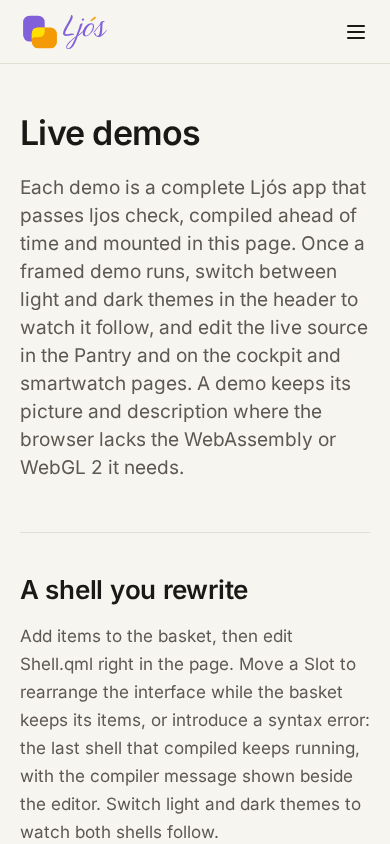 Ljós
Live demos
Each demo is a complete Ljós app that
passes ljos check, compiled ahead of
time and mounted in this page. Once a
framed demo runs, switch between
light and dark themes in the header to
watch it follow, and edit the live source
in the Pantry and on the cockpit and
smartwatch pages. A demo keeps its
picture and description where the
browser lacks the WebAssembly or
WebGL 2 it needs.
A shell you rewrite
Add items to the basket, then edit
Shell.qml right in the page. Move a Slot to
rearrange the interface while the basket
keeps its items, or introduce a syntax error:
the last shell that compiled keeps running,
with the compiler message shown beside
the editor. Switch light and dark themes to
watch both shells follow.